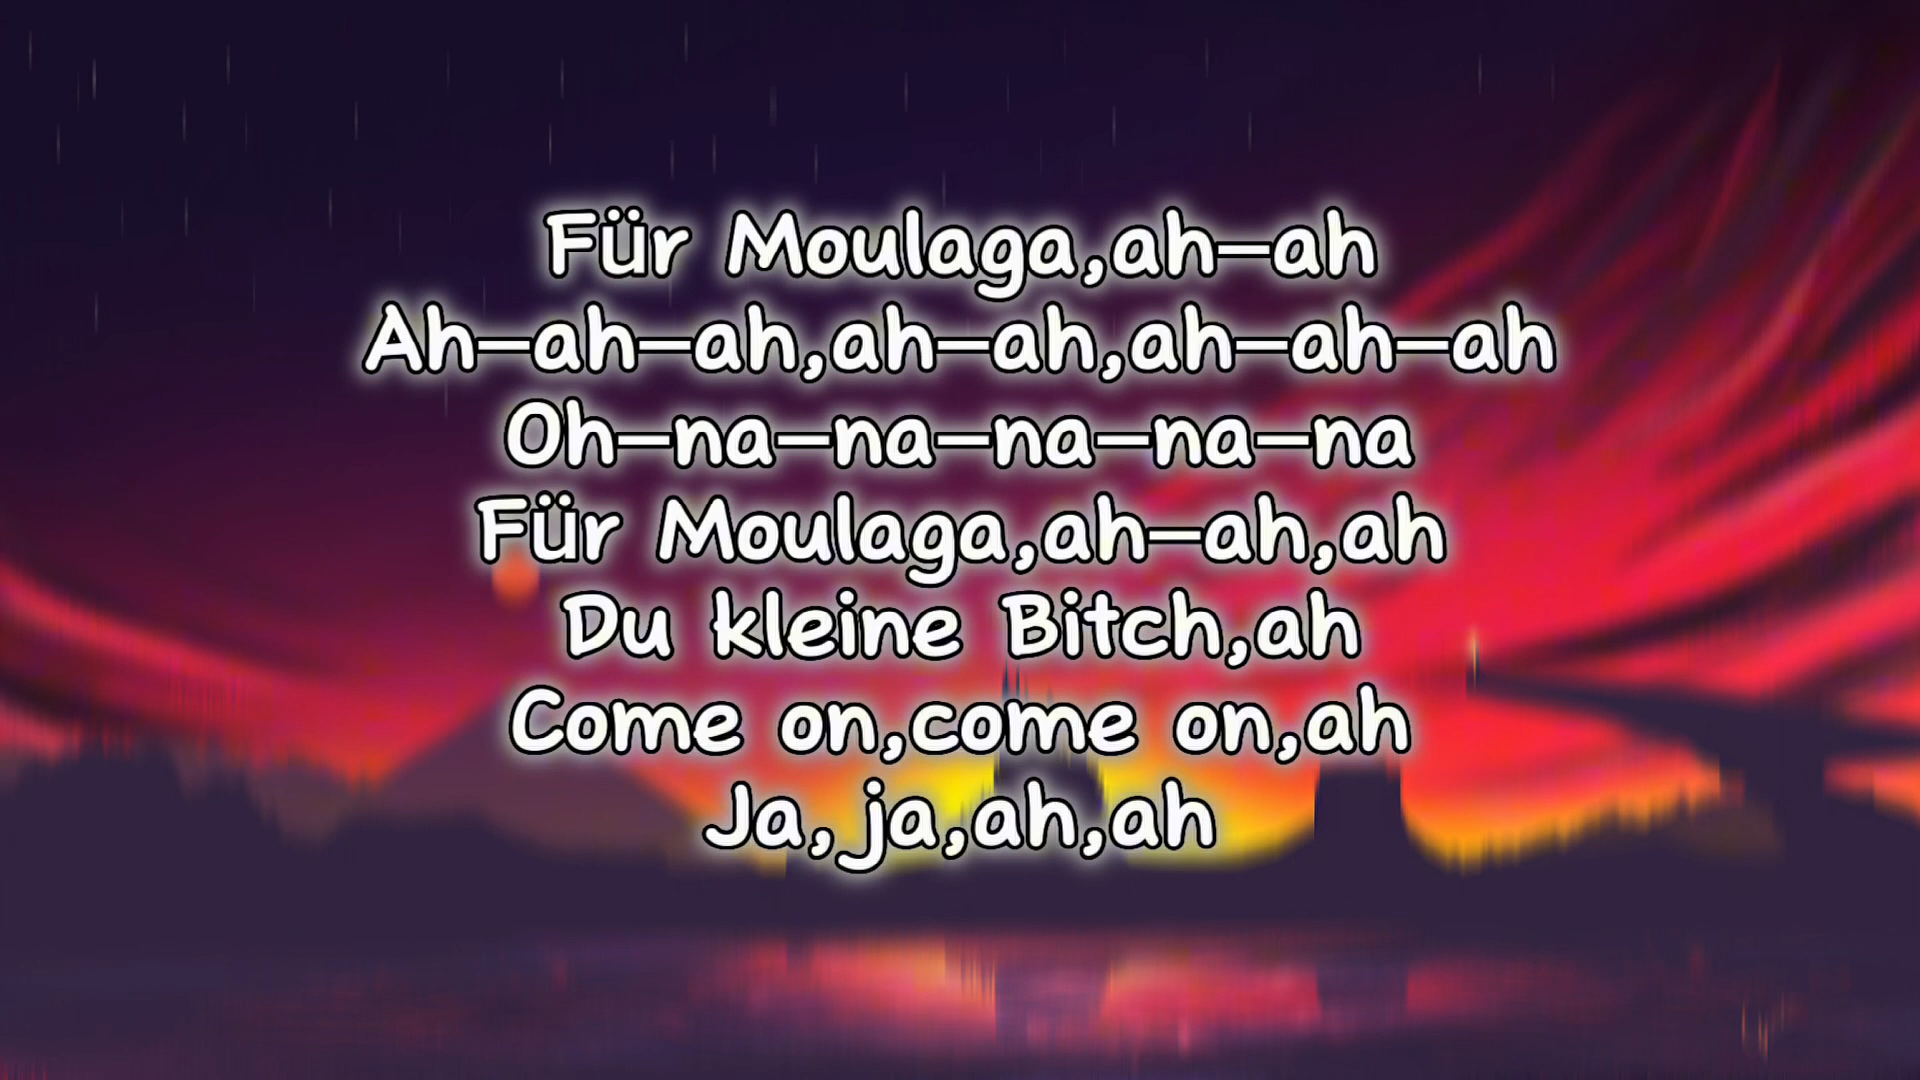 Für Moulaga,ah–ah
Ah–ah–ah,ah–ah,ah–ah–ah
Oh–na–na–na–na–na
Für Moulaga,ah–ah,ah
Du kleine Bitch,ah
Come on,come on,ah
Ja, ja,ah,ah